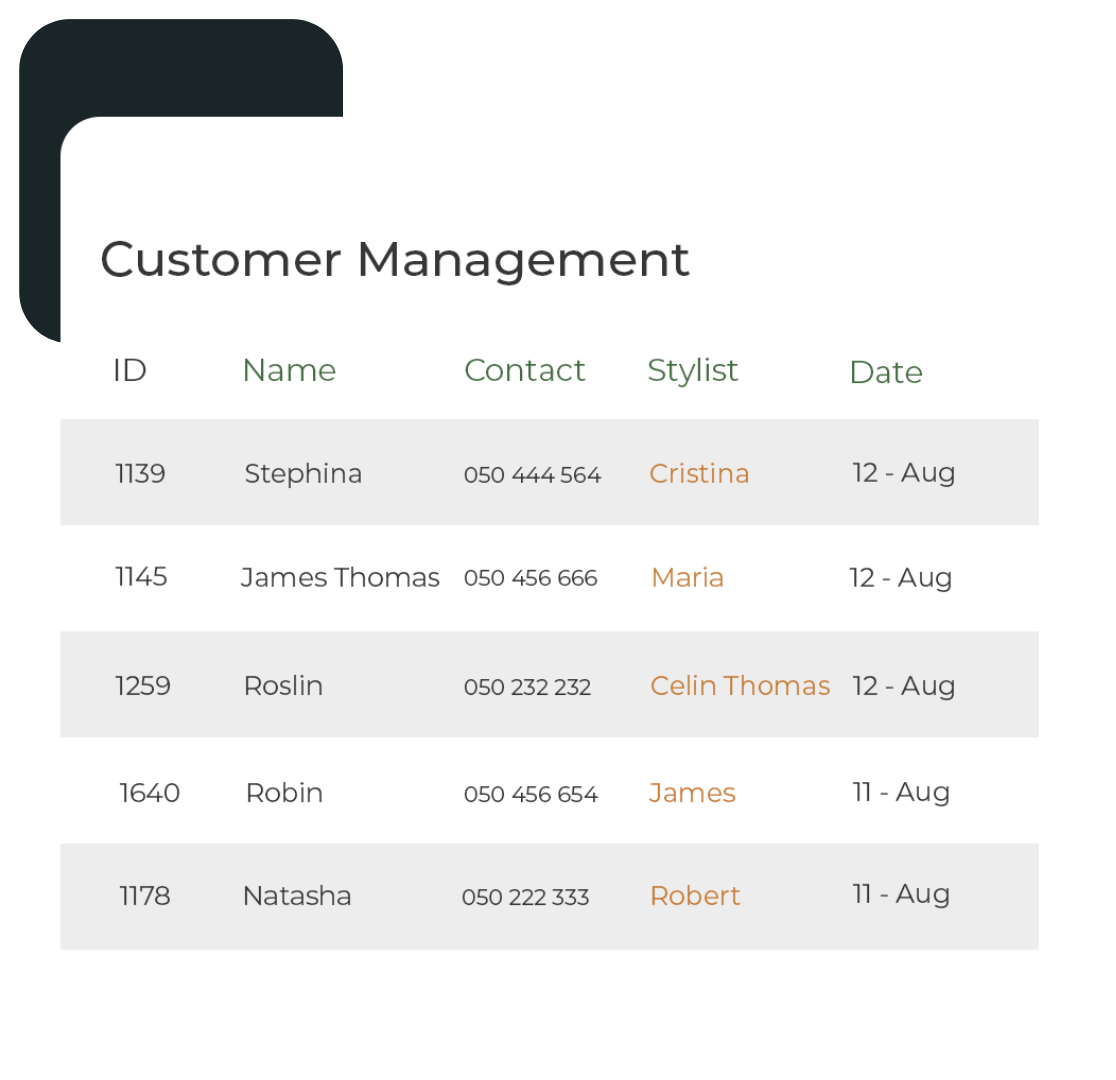 Customer Management
ID Name Contact Stylist Date
1139 Stephina 050 444 564 Cristina 12 - Aug
1145 James Thomas 050 456 666 Maria 12 - Aug
1259 Roslin 050 232 232 Celin Thomas 12 - Aug
1640 Robin 050 456 654 James 11 - Aug
1178 Natasha 050 222 333 Robert 11 - Aug